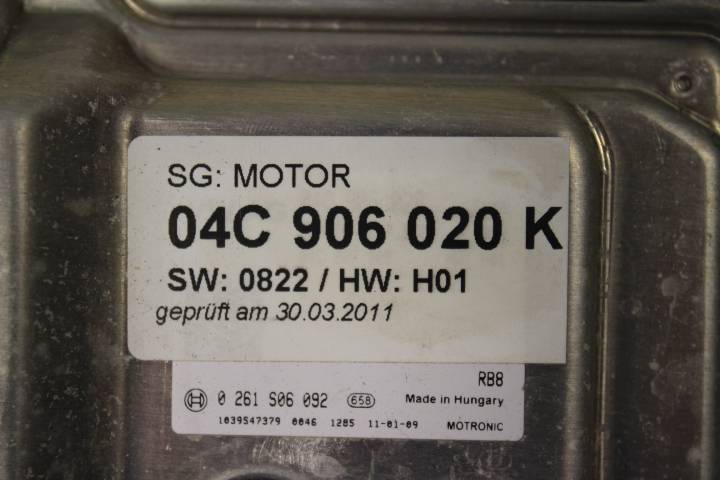 SG: MOTOR
04C 906 020 K
SW: 0822 / HW: H01
geprüft am 30.03.2011
RB8
0 261 S06 092 658 Made in Hungary
1039S47379 0046 1285 11-01-09 MOTRONIC